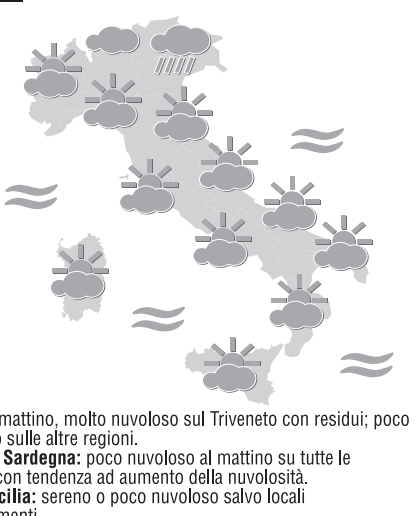 mattino, molto nuvoloso sul Triveneto con residui; poco
o sulle altre regioni.
Sardegna: poco nuvoloso al mattino su tutte le
con tendenza ad aumento della nuvolosità.
cilia: sereno o poco nuvoloso salvo locali
menti